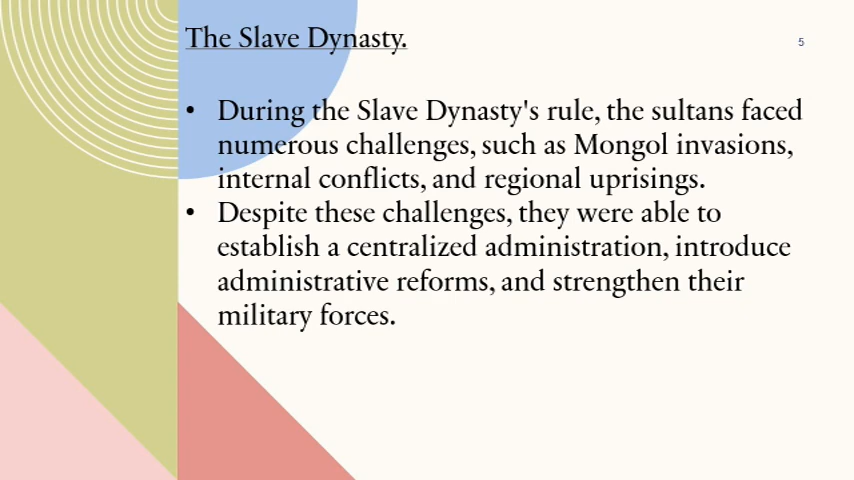 The Slave Dynasty.
5
• During the Slave Dynasty's rule, the sultans faced
numerous challenges, such as Mongol invasions,
internal conflicts, and regional uprisings.
• Despite these challenges, they were able to
establish a centralized administration, introduce
administrative reforms, and strengthen their
military forces.